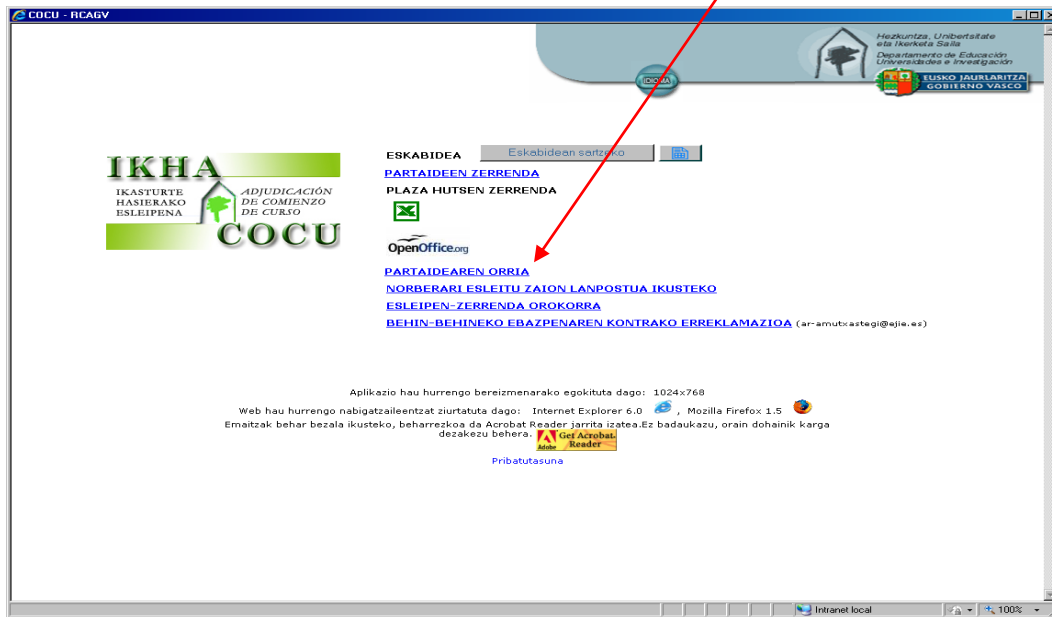 COCU - RCAGV
Hezkuntza, Unibertsitate
eta Ikerketa Saila
Departamento de Educación
Universidades e Investigación
EUSKO JAURLARITZA
GOBIERNO VASCO
IDIOMA
IKHA
IKASTURTE
HASIERAKO
ESLEIPENA
ADJUDICACIÓN
DE COMIENZO
DE CURSO
COCU
ESKABIDEA Eskabidean sartzeko
PARTAIDEEN ZERRENDA
PLAZA HUTSEN ZERRENDA
OpenOffice.org
PARTAIDEAREN ORRIA
NORBERARI ESLEITU ZAION LANPOSTUA IKUSTEKO
ESLEIPEN-ZERRENDA OROKORRA
BEHIN-BEHINEKO EBAZPENAREN KONTRAKO ERREKLAMAZIOA (ar-amutxastegi@ejie.es)
Aplikazio hau hurrengo bereizmenarako egokituta dago: 1024x768
Web hau hurrengo nabigatzaileentzat ziurtatuta dago: Internet Explorer 6.0 , Mozilla Firefox 1.5
Emaitzak behar bezala ikusteko, beharrezkoa da Acrobat Reader jarrita izatea.Ez badaukazu, orain dohainik karga
dezakezu behera. Adobe Get Acrobat Reader
Pribatutasuna
Intranet local 100%